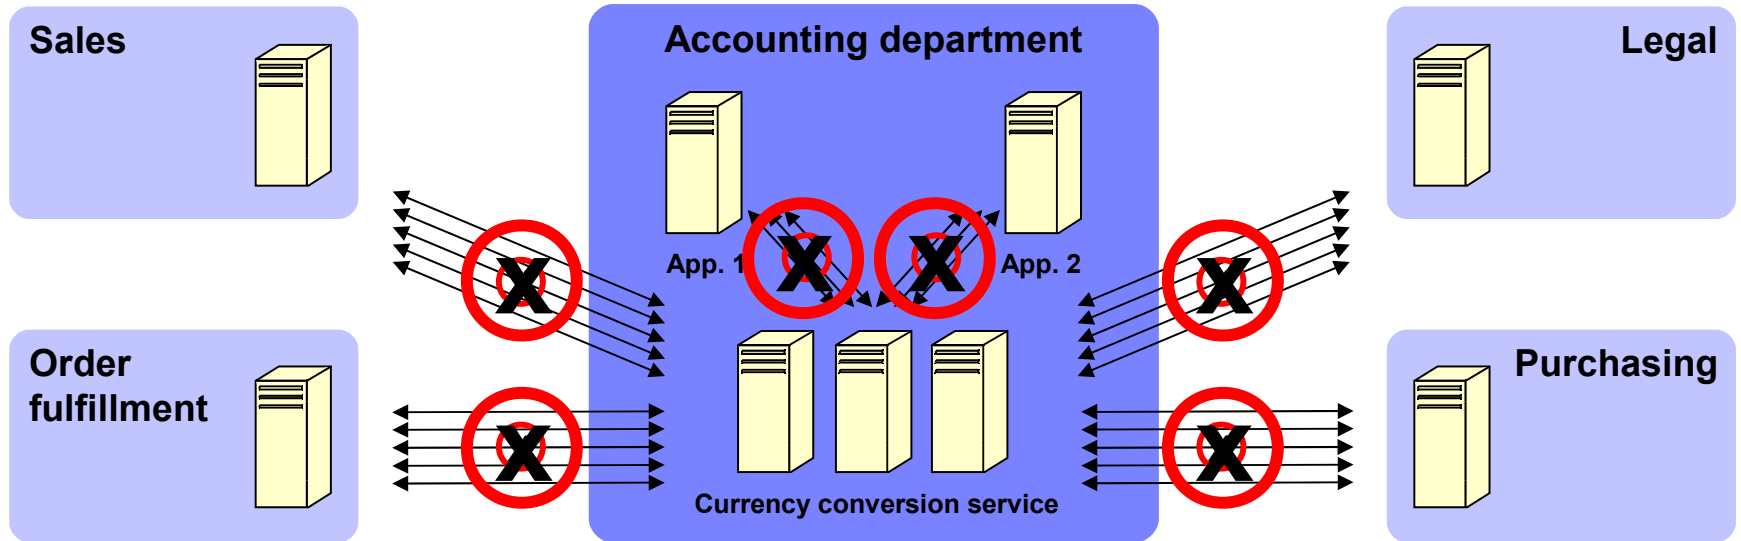 Sales
Accounting department
Legal
App. 1
App. 2
X
X
X
X
Order
fulfillment
Purchasing
X
X
Currency conversion service